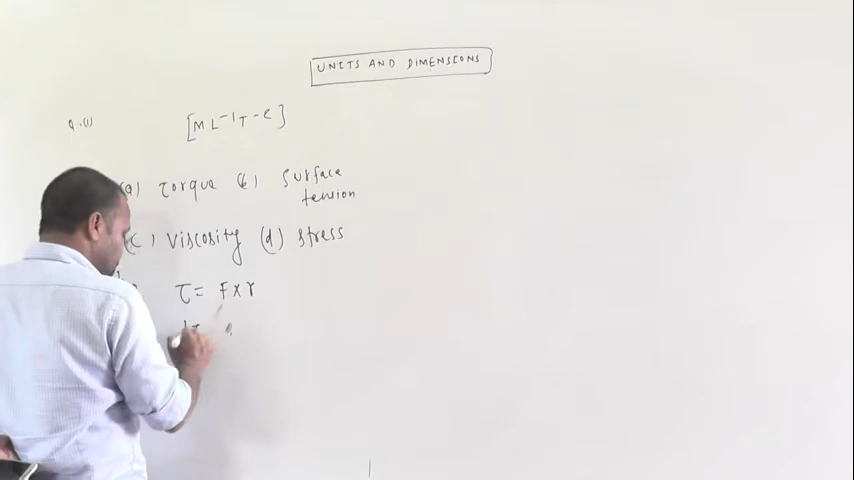 UNITS AND DIMENSIONS
Q.(1) [ML-1T-2]
(a) Torque (b) Surface
tension
(c) Viscosity (d) stress
τ = F × r